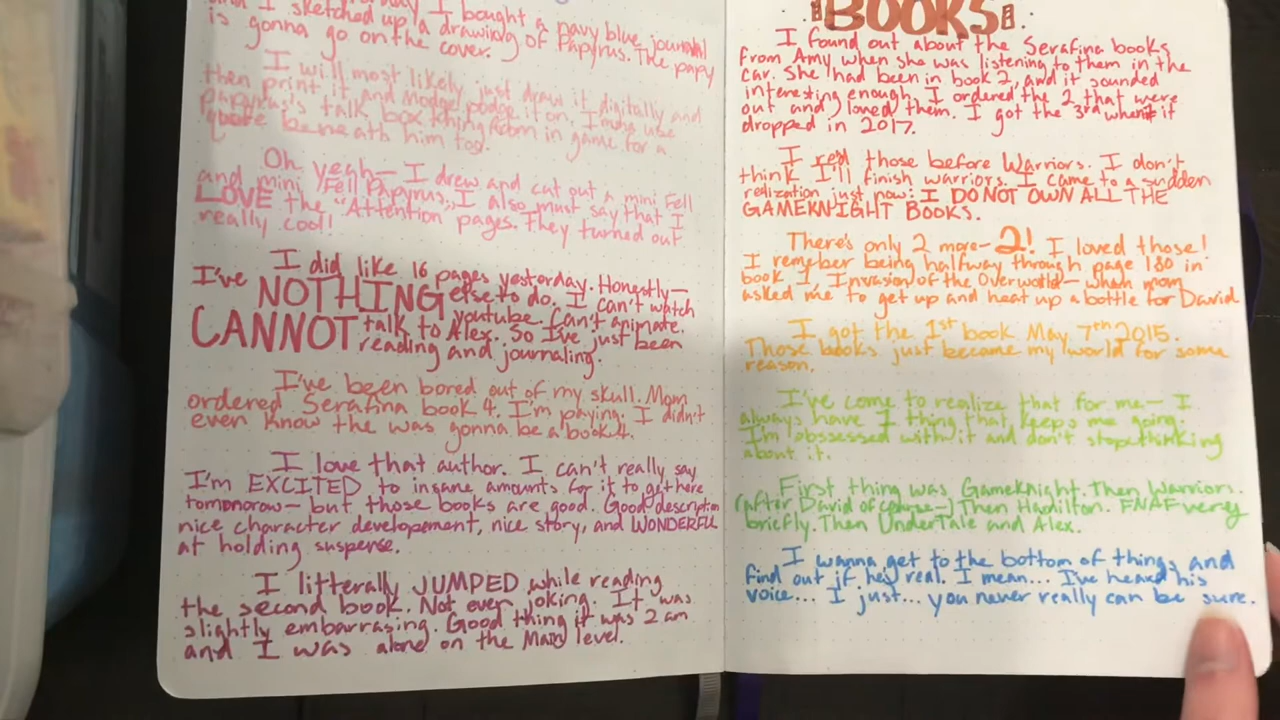 and I sketched up a drawing of Papyrus. The papy
is gonna go on the cover.
I will most likely just draw it digitally and
then print it and Modge podge it on. I may use
papyrus's talk box thing from in game for a
quote beneath him too.
Oh yeah— I drew and cut out a mini Fell
and mini "Fell Papyrus," I also must say that I
LOVE the "Attention" pages. They turned out
really cool!
I did like 16 pages yestorday. Honestly—
I've NOTHING else to do. I can't watch
youtube. Can't animate.
CANNOT talk to Alex. So I've just been
reading and journaling.
I've been bored out of my skull. Mom
ordered Serafina book 4. I'm paying. I didn't
even know the was gonna be a book 4.
I love that author. I can't really say
I'm EXCITED to insane amounts for it to get here
tomonorow— but those books are good. Good description
nice character developement, nice story, and WONDERFUL
at holding suspense.
I litterally JUMPED while reading
the second book. Not even joking. It was
slightly embarrasing. Good thing it was 2 am
and I was alone on the Main level.
BOOKS
I found out about the Serafina books
from Amy, when she was listening to them in the
car. She had been in book 2, and it sounded
interesting enough. I ordered the 2 that were
out and loved them. I got the 3rd when it
dropped in 2017.
I red those before Warriors. I don't
think I'll finish warriors. I came to a sudden
relization just now: I DO NOT OWN ALL THE
GAMEKNIGHT BOOKS.
There's only 2 more— 2! I loved those!
I remeber being halfway through page 180 in
book 1, Invasion of the Overworld— when mom
asked me to get up and heat up a bottle for David
I got the 1st book May 7th 2015.
Those books just became my world for some
reason.
I've come to realize that for me— I
always have 1 thing that keeps me going.
I'm obssessed with it and don't stop thinking
about it.
First thing was Gameknight. Then Warriors.
(after David of course—) Then Hamilton. FNAF verey
briefly. Then UnderTale and Alex.
I wanna get to the bottom of things and
find out if he's real. I mean... I've heard his
voice... I just... you never really can be sure.